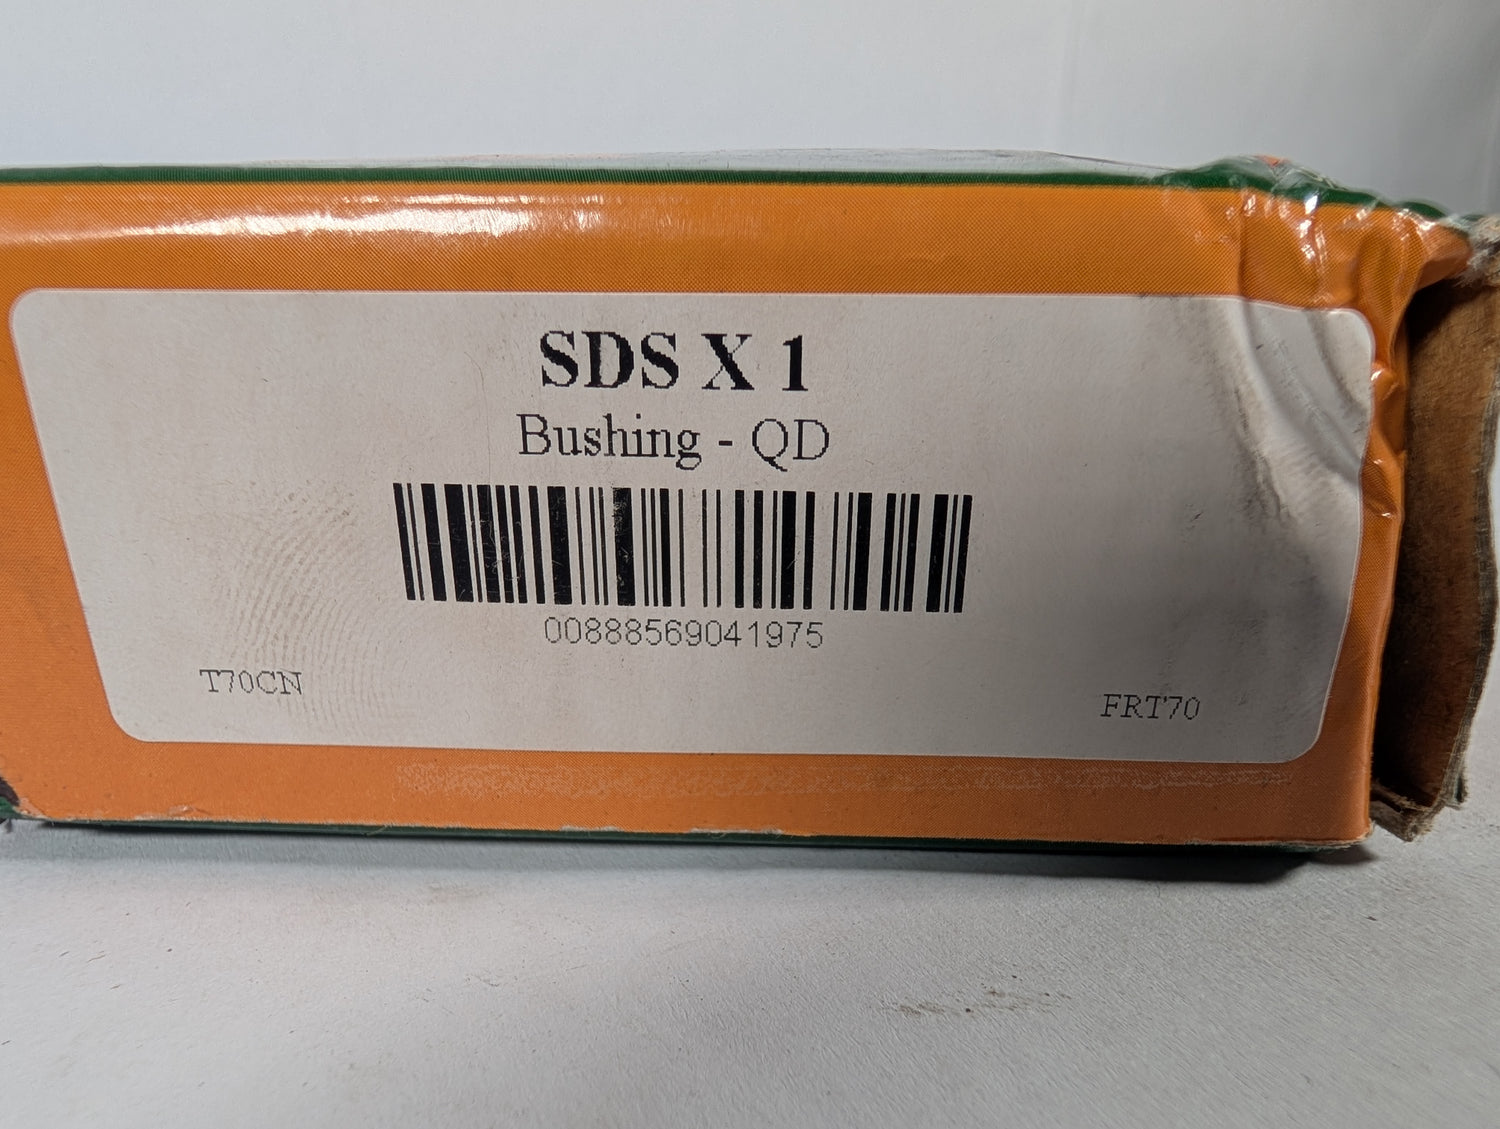 SDS X 1
Bushing - QD
00888569041975
T70CN
FRT70